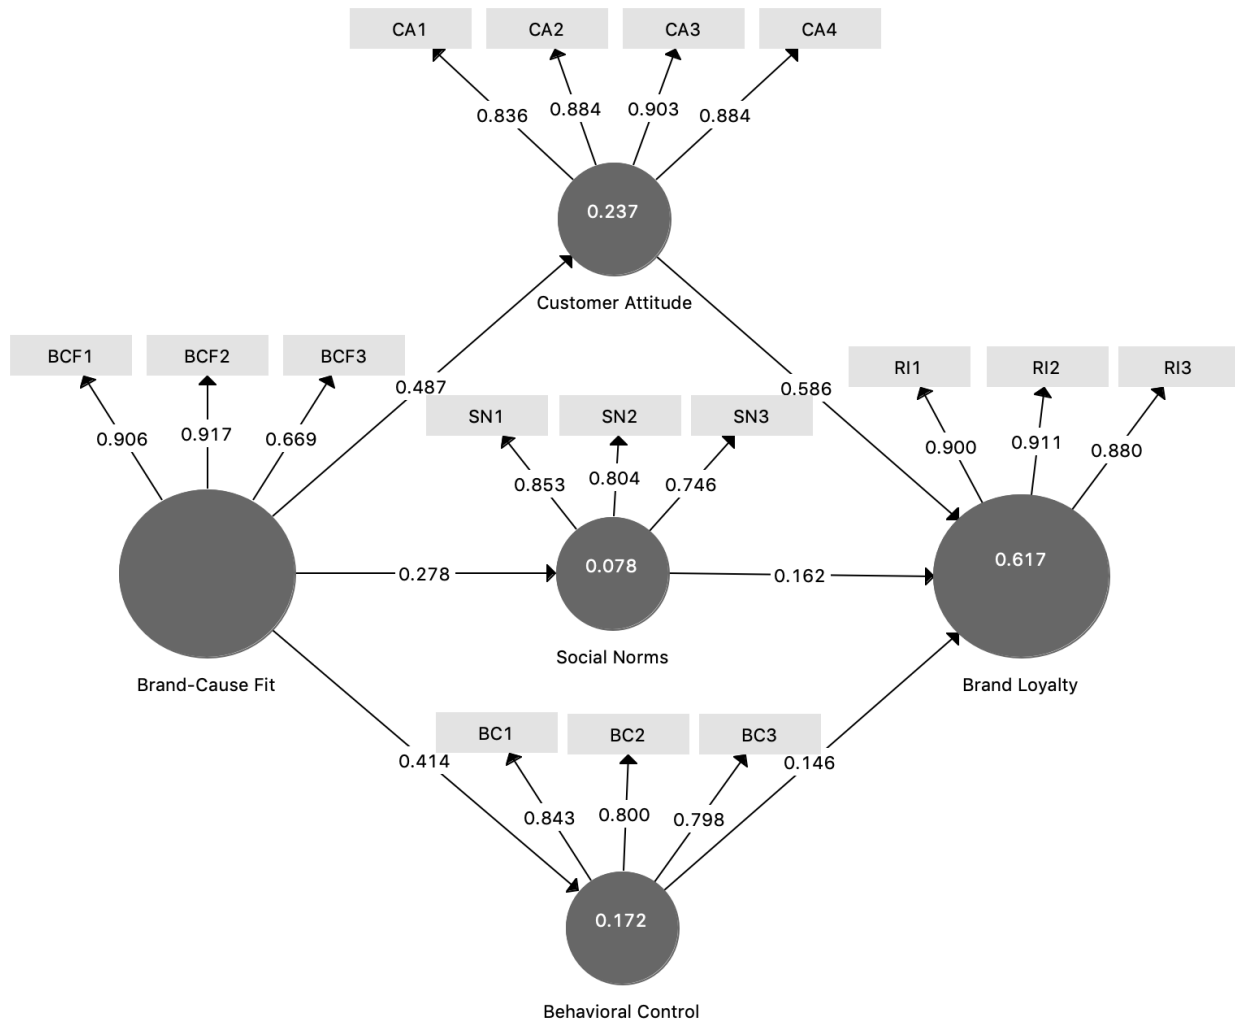 CA1 CA2 CA3 CA4
0.836 0.884 0.903 0.884
0.237
Customer Attitude
BCF1 BCF2 BCF3
RI1 RI2 RI3
0.487
0.586
SN1 SN2 SN3
0.906 0.917 0.669
0.900 0.911 0.880
0.853 0.804 0.746
0.617
0.278
0.078
0.162
Social Norms
Brand-Cause Fit
Brand Loyalty
BC1 BC2 BC3
0.414
0.146
0.843 0.800 0.798
0.172
Behavioral Control